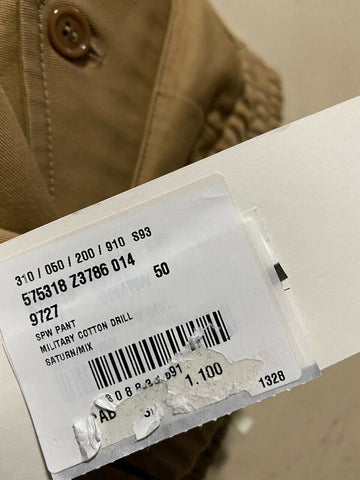 310 / 050 / 200 / 910 S93
575318 Z3786 014 50
9727
SPW PANT
MILITARY COTTON DRILL
SATURN/MIX
1,100
1328